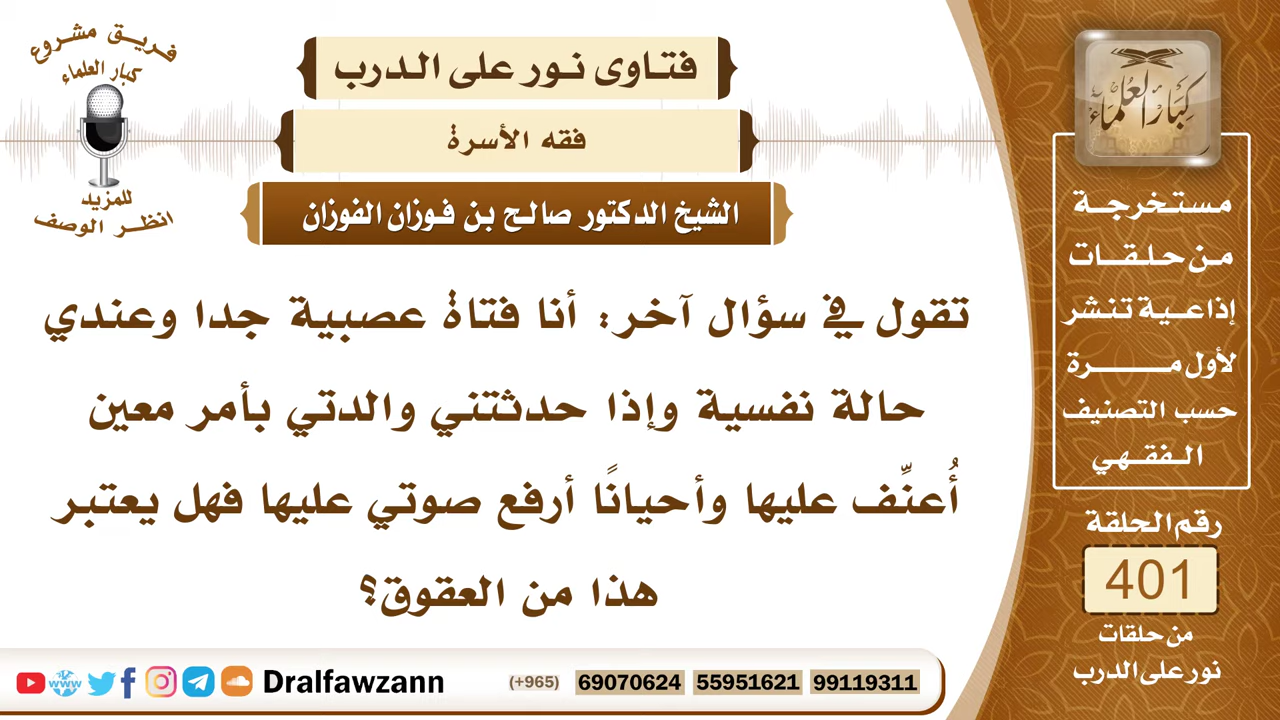 فريق مشروع
كبار العلماء
للمزيد
انظر الوصف
فتاوى نور على الدرب
فقه الأسرة
الشيخ الدكتور صالح بن فوزان الفوزان
تقول في سؤال آخر: أنا فتاة عصبية جدا وعندي
حالة نفسية وإذا حدثتني والدتي بأمر معين
أُعنِّف عليها وأحيانًا أرفع صوتي عليها فهل يعتبر
هذا من العقوق؟
كبار العلماء
مستخرجة
من حلقات
إذاعية تنشر
لأول مرة
حسب التصنيف
الفقهي
رقم الحلقة
401
من حلقات
نور على الدرب
www
Dralfawzann
(+965) 69070624 55951621 99119311